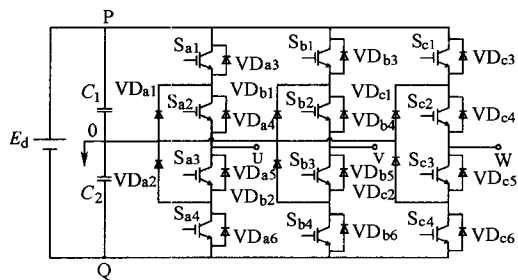 P
S_a1 VD_a3 S_b1 VD_b3 S_c1 VD_c3
C_1 VD_a1 S_a2 VD_b1 VD_a4 S_b2 VD_c1 VD_b4 S_c2 VD_c4
E_d 0
U V W
C_2 VD_a2 S_a3 VD_a5 VD_b2 S_b3 VD_b5 VD_c2 S_c3 VD_c5
S_a4 VD_a6 S_b4 VD_b6 S_c4 VD_c6
Q